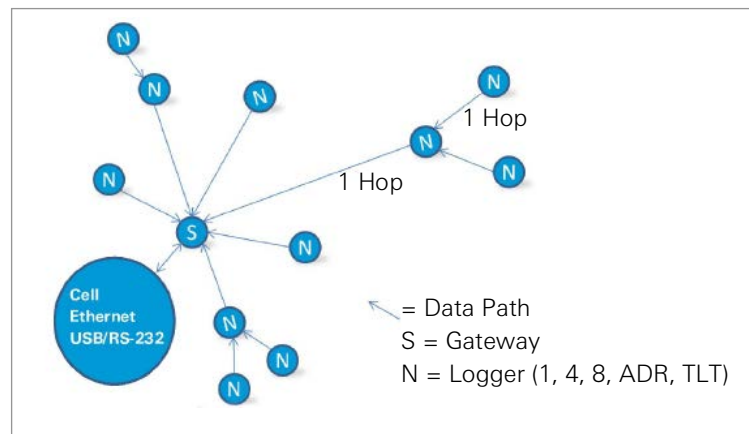 N
N
N
N
1 Hop
N
N
N
1 Hop
S
N
Cell
Ethernet
USB/RS-232
N
N
N
= Data Path
S = Gateway
N = Logger (1, 4, 8, ADR, TLT)